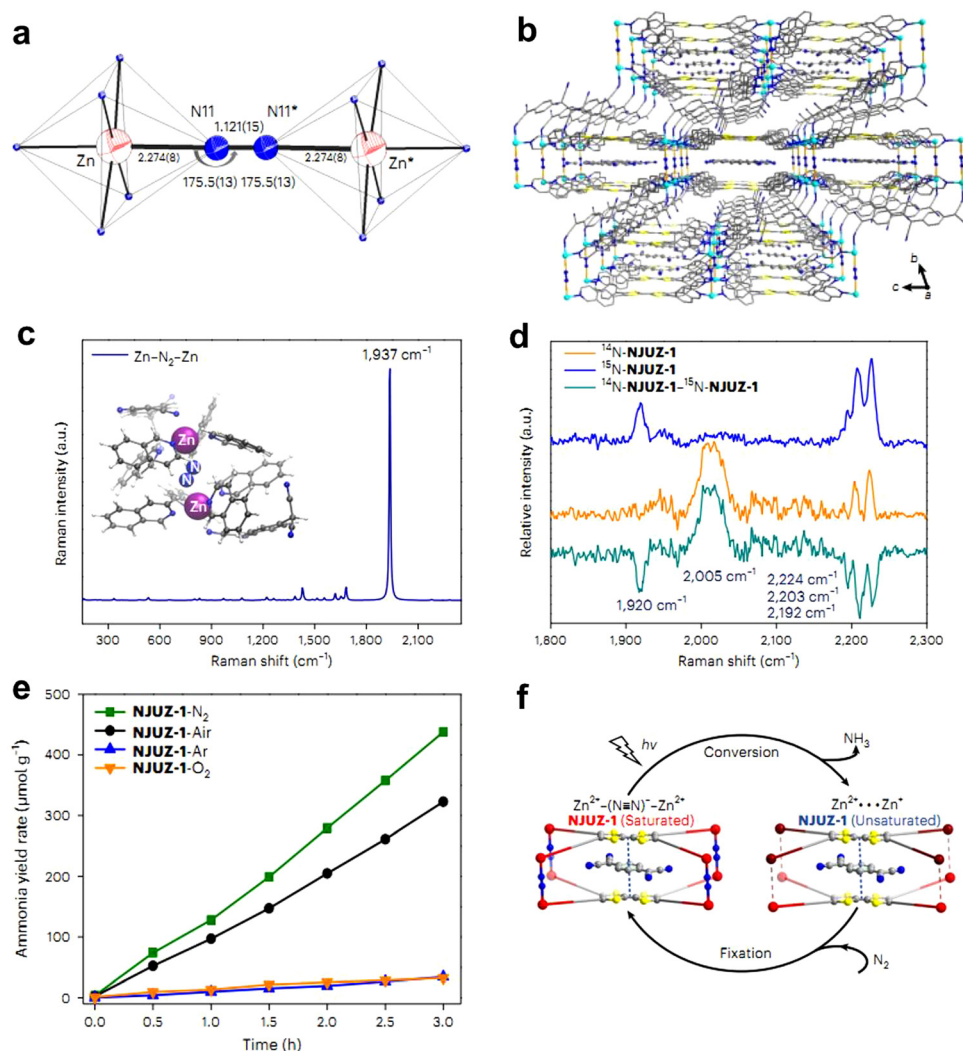 a
N11
N11*
1.121(15)
Zn
2.274(8)
2.274(8)
Zn*
175.5(13)
175.5(13)
b
b
c
a
c
Zn–N₂–Zn
1,937 cm⁻¹
Zn
N
N
Zn
Raman intensity (a.u.)
300
600
900
1,200
1,500
1,800
2,100
Raman shift (cm⁻¹)
d
¹⁴N-NJUZ-1
¹⁵N-NJUZ-1
¹⁴N-NJUZ-1–¹⁵N-NJUZ-1
Relative intensity (a.u.)
1,920 cm⁻¹
2,005 cm⁻¹
2,224 cm⁻¹
2,203 cm⁻¹
2,192 cm⁻¹
1,800
1,900
2,000
2,100
2,200
2,300
Raman shift (cm⁻¹)
e
NJUZ-1-N₂
NJUZ-1-Air
NJUZ-1-Ar
NJUZ-1-O₂
Ammonia yield rate (μmol g⁻¹)
500
400
300
200
100
0
0.0
0.5
1.0
1.5
2.0
2.5
3.0
Time (h)
f
hv
Conversion
NH₃
Zn²⁺–(N≡N)⁻–Zn²⁺
NJUZ-1 (Saturated)
Zn²⁺•••Zn⁺
NJUZ-1 (Unsaturated)
Fixation
N₂